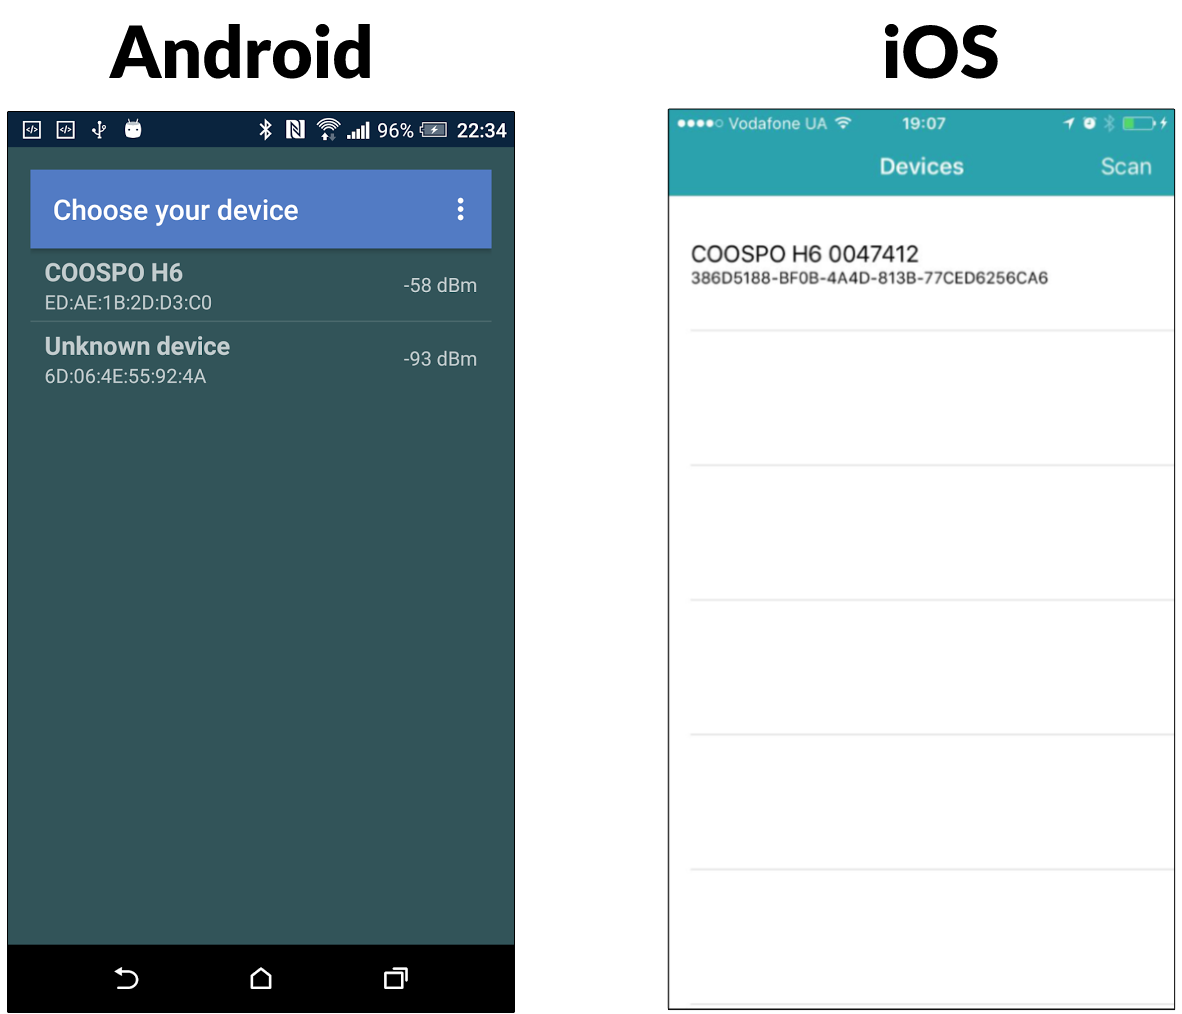 Android
96% 22:34
Choose your device
COOSPO H6
-58 dBm
ED:AE:1B:2D:D3:C0
Unknown device
-93 dBm
6D:06:4E:55:92:4A
iOS
Vodafone UA 19:07
Devices Scan
COOSPO H6 0047412
386D5188-BF0B-4A4D-813B-77CED6256CA6